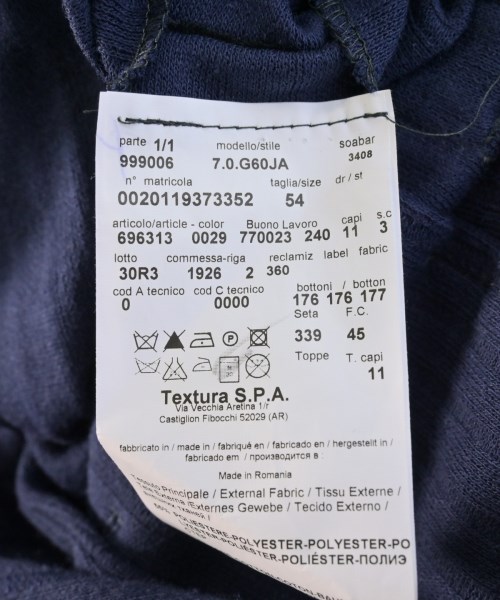 parte 1/1 modello/stile soabar
999006 7.0.G60JA 3408
n° matricola taglia/size dr / st
0020119373352 54
articolo/article - color Buono Lavoro capi s.c
696313 0029 770023 240 11 3
lotto commessa-riga reclamiz label fabric
30R3 1926 2 360
cod A tecnico cod C tecnico bottoni / botton
0 0000 176 176 177
Seta F.C.
339 45
Toppe T. capi
11
Textura S.P.A.
Via Vecchia Aretina 1/r
Castiglion Fibocchi 52029 (AR)
fabbricato in / made in / fabriqué en / fabricado en / hergestellt in /
fabricado em / производится в :
Made in Romania
Tessuto Principale / External Fabric / Tissu Externe /
Externe /Externes Gewebe / Tecido Externo /
POLIESTERE-POLYESTER-POLYESTER-PO
POLYESTER-POLIÉSTER-ПОЛИЭ